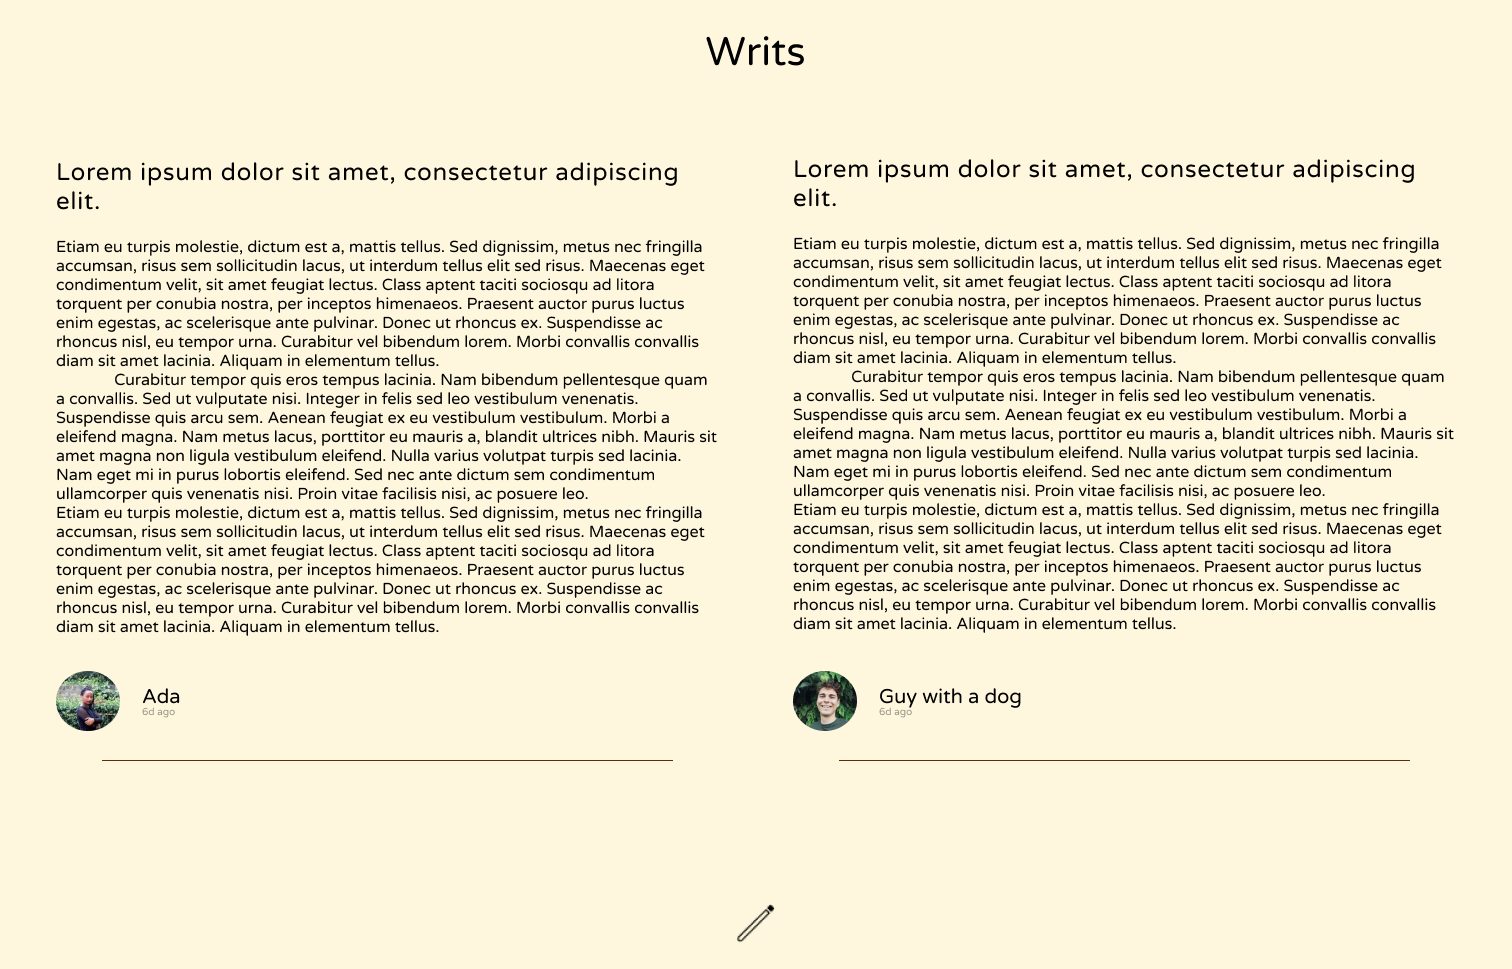 Writs
Lorem ipsum dolor sit amet, consectetur adipiscing
elit.
Etiam eu turpis molestie, dictum est a, mattis tellus. Sed dignissim, metus nec fringilla
accumsan, risus sem sollicitudin lacus, ut interdum tellus elit sed risus. Maecenas eget
condimentum velit, sit amet feugiat lectus. Class aptent taciti sociosqu ad litora
torquent per conubia nostra, per inceptos himenaeos. Praesent auctor purus luctus
enim egestas, ac scelerisque ante pulvinar. Donec ut rhoncus ex. Suspendisse ac
rhoncus nisl, eu tempor urna. Curabitur vel bibendum lorem. Morbi convallis convallis
diam sit amet lacinia. Aliquam in elementum tellus.
Curabitur tempor quis eros tempus lacinia. Nam bibendum pellentesque quam
a convallis. Sed ut vulputate nisi. Integer in felis sed leo vestibulum venenatis.
Suspendisse quis arcu sem. Aenean feugiat ex eu vestibulum vestibulum. Morbi a
eleifend magna. Nam metus lacus, porttitor eu mauris a, blandit ultrices nibh. Mauris sit
amet magna non ligula vestibulum eleifend. Nulla varius volutpat turpis sed lacinia.
Nam eget mi in purus lobortis eleifend. Sed nec ante dictum sem condimentum
ullamcorper quis venenatis nisi. Proin vitae facilisis nisi, ac posuere leo.
Etiam eu turpis molestie, dictum est a, mattis tellus. Sed dignissim, metus nec fringilla
accumsan, risus sem sollicitudin lacus, ut interdum tellus elit sed risus. Maecenas eget
condimentum velit, sit amet feugiat lectus. Class aptent taciti sociosqu ad litora
torquent per conubia nostra, per inceptos himenaeos. Praesent auctor purus luctus
enim egestas, ac scelerisque ante pulvinar. Donec ut rhoncus ex. Suspendisse ac
rhoncus nisl, eu tempor urna. Curabitur vel bibendum lorem. Morbi convallis convallis
diam sit amet lacinia. Aliquam in elementum tellus.
Ada
6d ago
Lorem ipsum dolor sit amet, consectetur adipiscing
elit.
Etiam eu turpis molestie, dictum est a, mattis tellus. Sed dignissim, metus nec fringilla
accumsan, risus sem sollicitudin lacus, ut interdum tellus elit sed risus. Maecenas eget
condimentum velit, sit amet feugiat lectus. Class aptent taciti sociosqu ad litora
torquent per conubia nostra, per inceptos himenaeos. Praesent auctor purus luctus
enim egestas, ac scelerisque ante pulvinar. Donec ut rhoncus ex. Suspendisse ac
rhoncus nisl, eu tempor urna. Curabitur vel bibendum lorem. Morbi convallis convallis
diam sit amet lacinia. Aliquam in elementum tellus.
Curabitur tempor quis eros tempus lacinia. Nam bibendum pellentesque quam
a convallis. Sed ut vulputate nisi. Integer in felis sed leo vestibulum venenatis.
Suspendisse quis arcu sem. Aenean feugiat ex eu vestibulum vestibulum. Morbi a
eleifend magna. Nam metus lacus, porttitor eu mauris a, blandit ultrices nibh. Mauris sit
amet magna non ligula vestibulum eleifend. Nulla varius volutpat turpis sed lacinia.
Nam eget mi in purus lobortis eleifend. Sed nec ante dictum sem condimentum
ullamcorper quis venenatis nisi. Proin vitae facilisis nisi, ac posuere leo.
Etiam eu turpis molestie, dictum est a, mattis tellus. Sed dignissim, metus nec fringilla
accumsan, risus sem sollicitudin lacus, ut interdum tellus elit sed risus. Maecenas eget
condimentum velit, sit amet feugiat lectus. Class aptent taciti sociosqu ad litora
torquent per conubia nostra, per inceptos himenaeos. Praesent auctor purus luctus
enim egestas, ac scelerisque ante pulvinar. Donec ut rhoncus ex. Suspendisse ac
rhoncus nisl, eu tempor urna. Curabitur vel bibendum lorem. Morbi convallis convallis
diam sit amet lacinia. Aliquam in elementum tellus.
Guy with a dog
6d ago